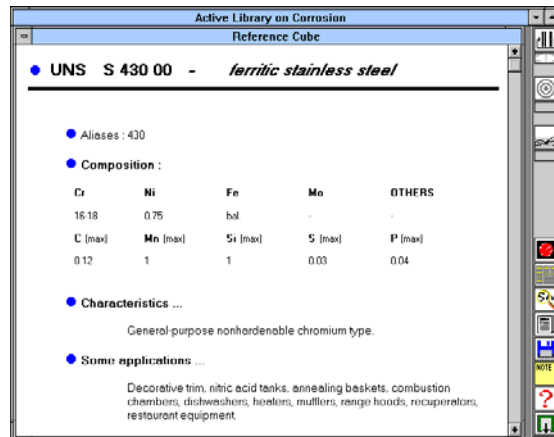 Active Library on Corrosion
Reference Cube
UNS S 430 00 - ferritic stainless steel
Aliases : 430
Composition :
Cr Ni Fe Mo OTHERS
16-18 0.75 bal. - -
C (max) Mn (max) Si (max) S (max) P (max)
0.12 1 1 0.03 0.04
Characteristics ...
General-purpose nonhardenable chromium type.
Some applications ...
Decorative trim, nitric acid tanks, annealing baskets, combustion
chambers, dishwashers, heaters, mufflers, range hoods, recuperators,
restaurant equipment.
NOTE
?